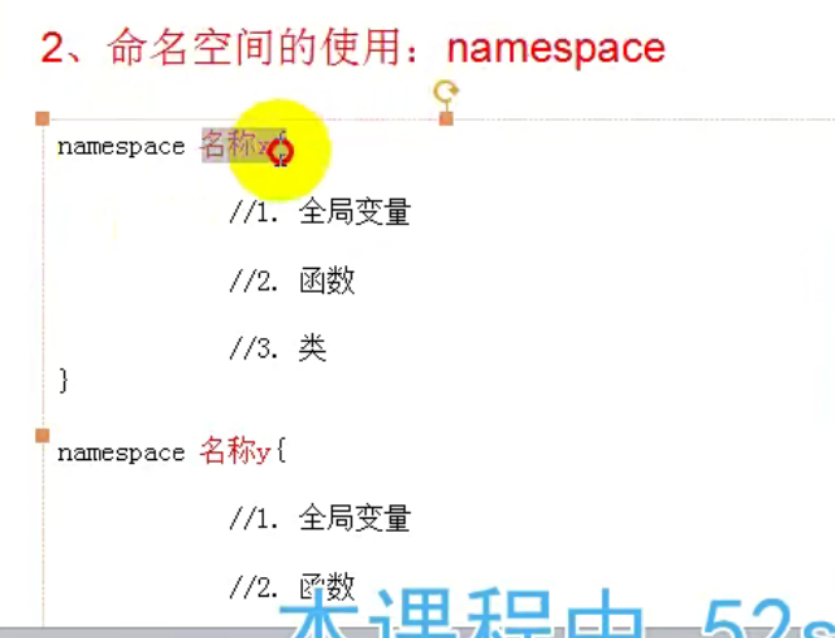 2、命名空间的使用：namespace
namespace 名称x{
//1. 全局变量
//2. 函数
//3. 类
}
namespace 名称y{
//1. 全局变量
//2. 函数
本课程由 52s